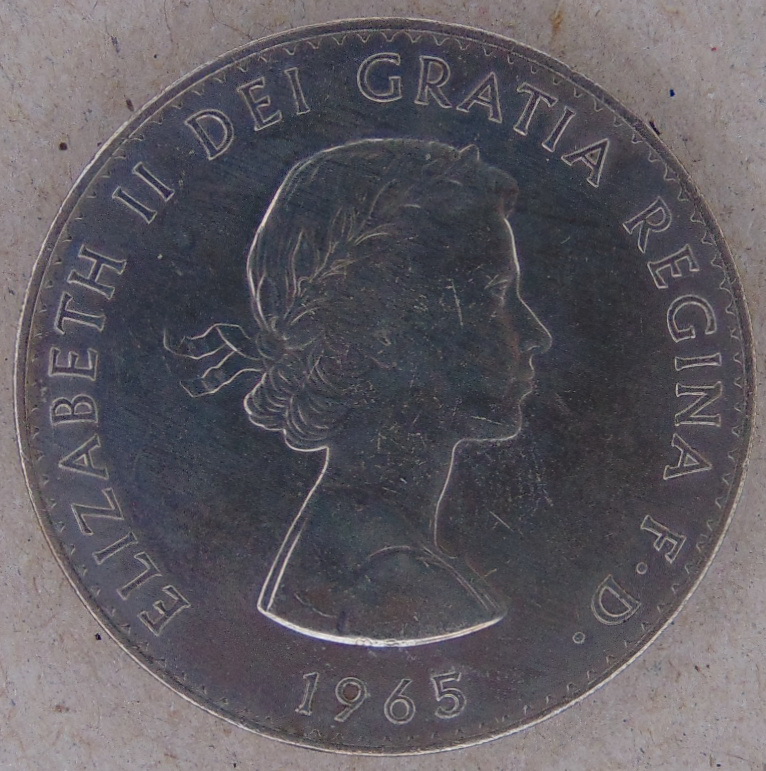 ELIZABETH II DEI GRATIA REGINA F.D.
1965